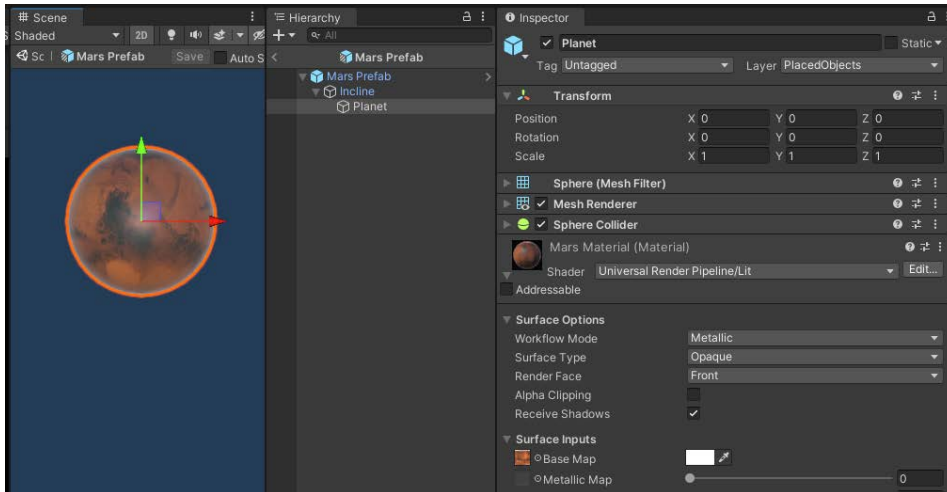 Scene
Shaded
2D
Sc
Mars Prefab
Save
Auto S
Hierarchy
All
Mars Prefab
Mars Prefab
Incline
Planet
Inspector
Planet
Static
Tag Untagged
Layer PlacedObjects
Transform
Position X 0 Y 0 Z 0
Rotation X 0 Y 0 Z 0
Scale X 1 Y 1 Z 1
Sphere (Mesh Filter)
Mesh Renderer
Sphere Collider
Mars Material (Material)
Shader Universal Render Pipeline/Lit Edit...
Addressable
Surface Options
Workflow Mode Metallic
Surface Type Opaque
Render Face Front
Alpha Clipping
Receive Shadows
Surface Inputs
Base Map
Metallic Map 0